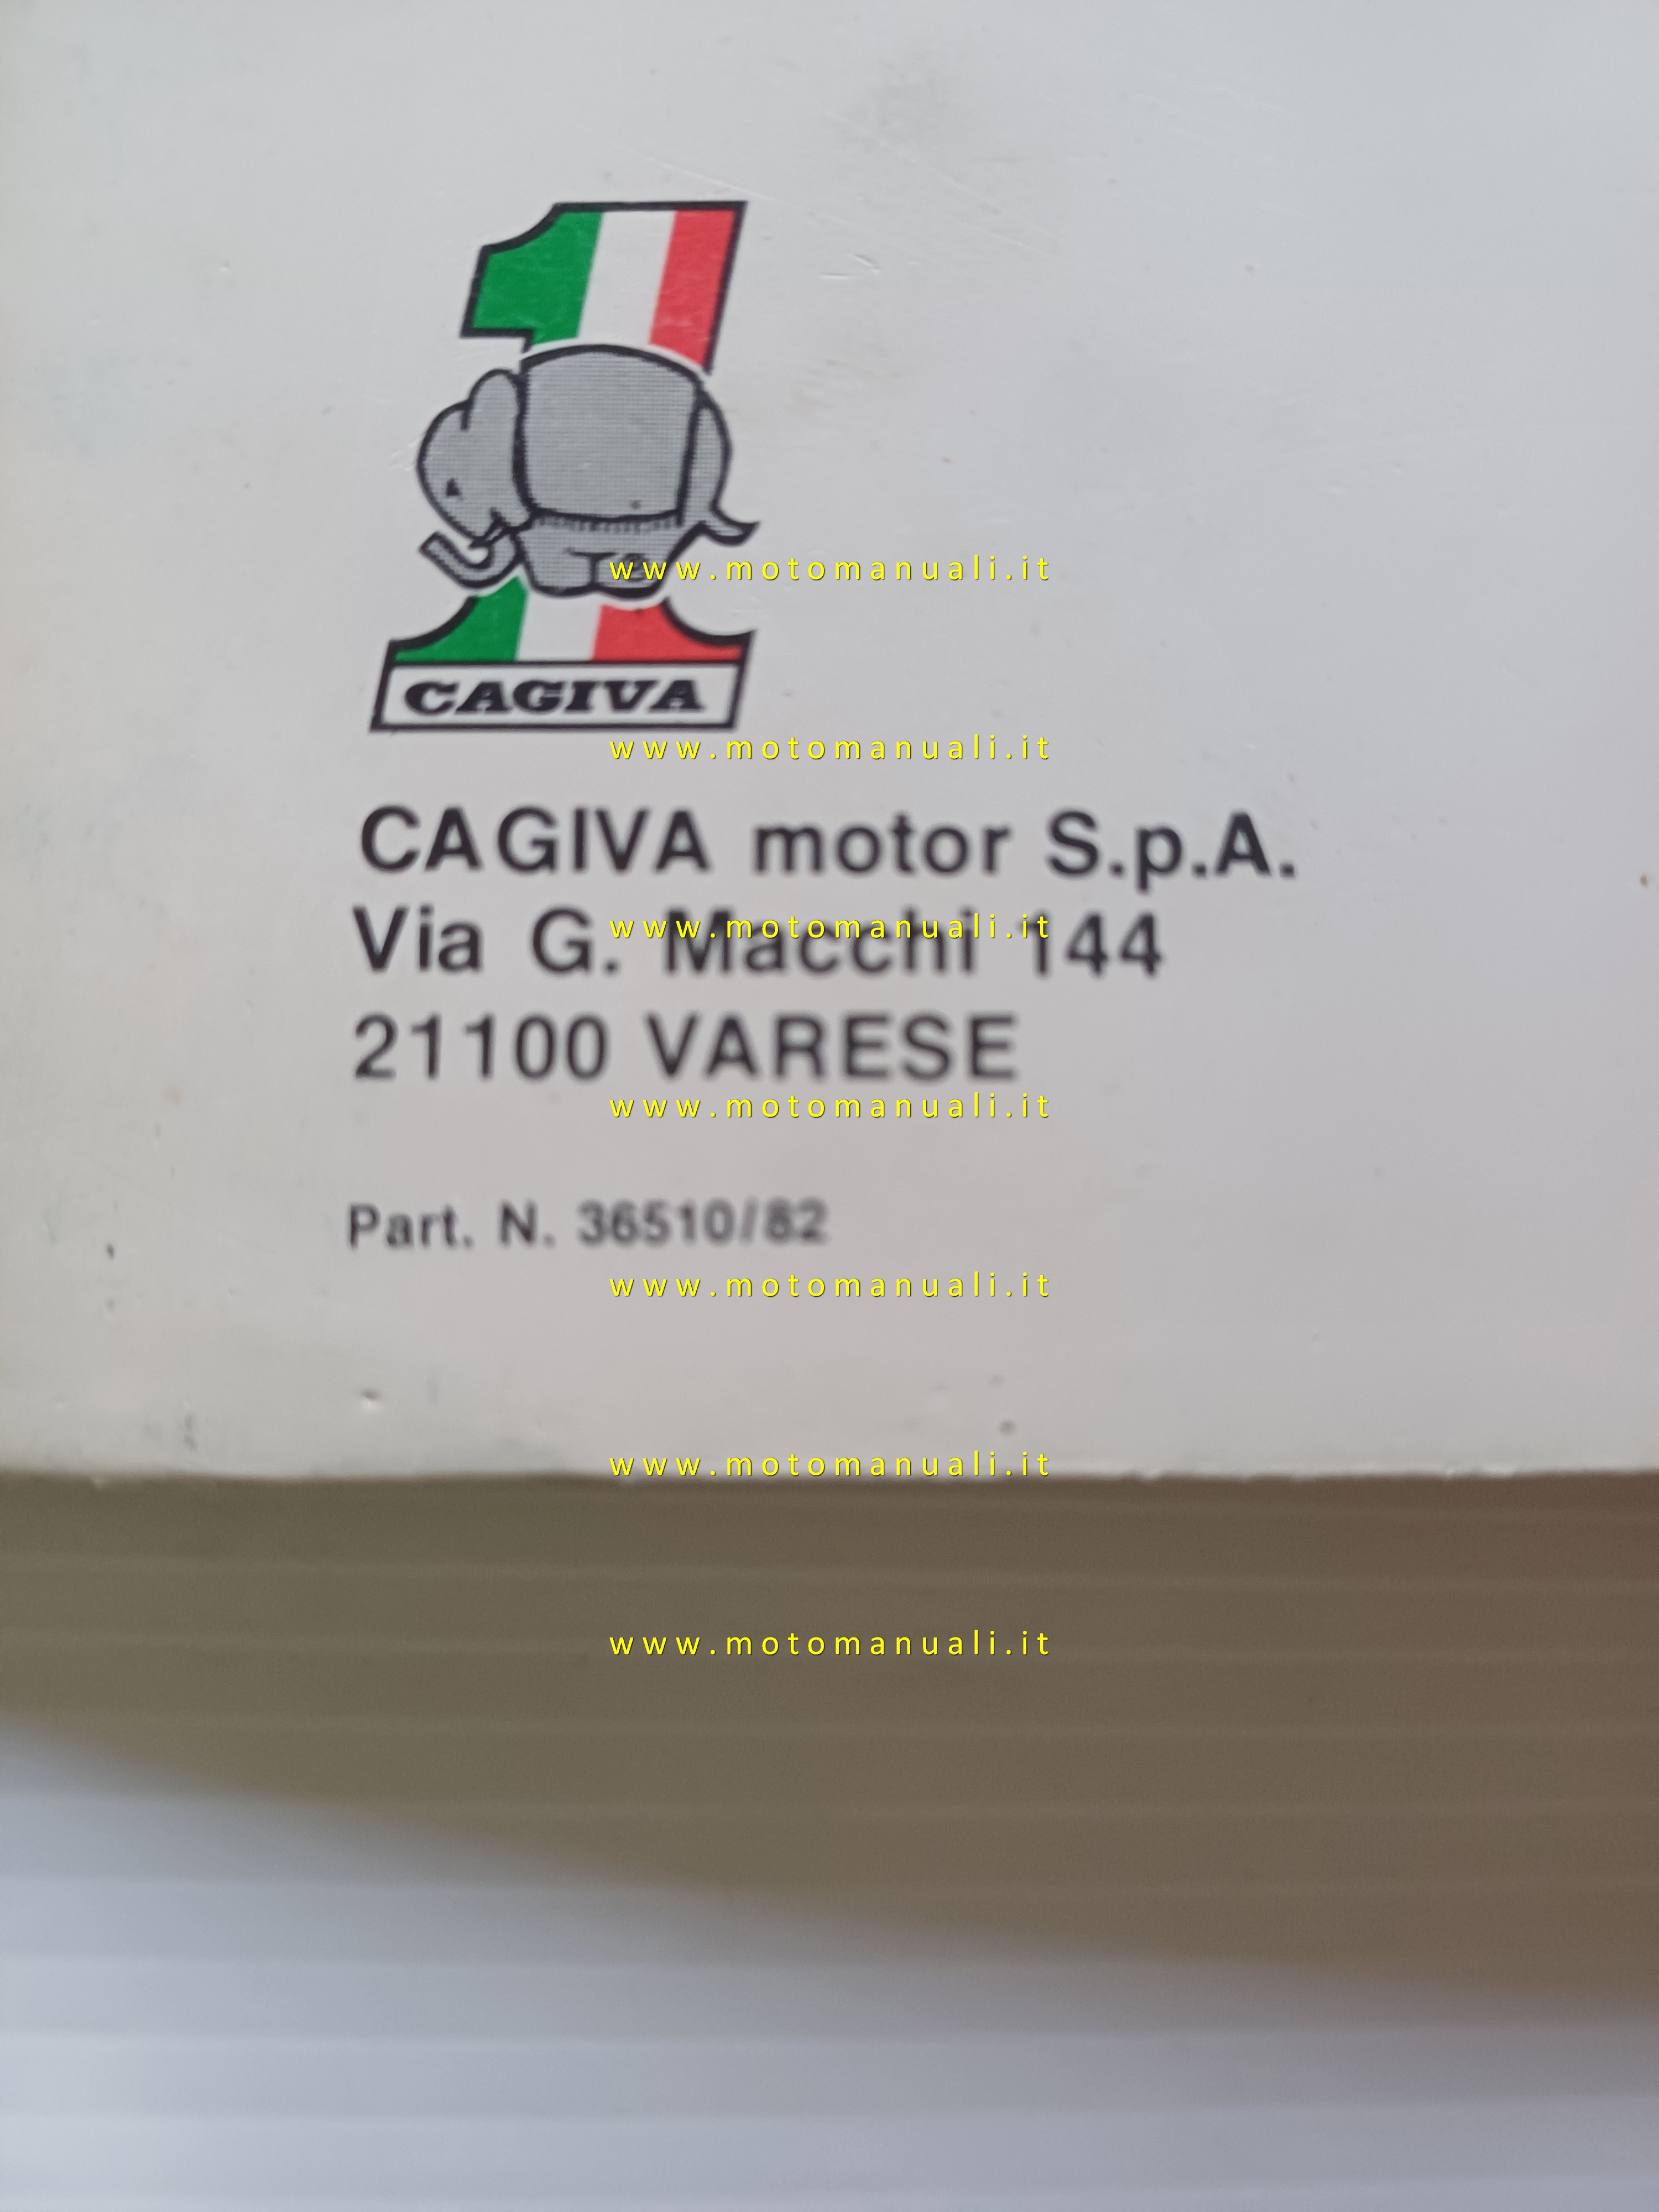 CAGIVA
www.motomanuali.it
www.motomanuali.it
CAGIVA motor S.p.A.
Via G. Macchi 144
www.motomanuali.it
21100 VARESE
www.motomanuali.it
Part. N. 36510/82
www.motomanuali.it
www.motomanuali.it
www.motomanuali.it